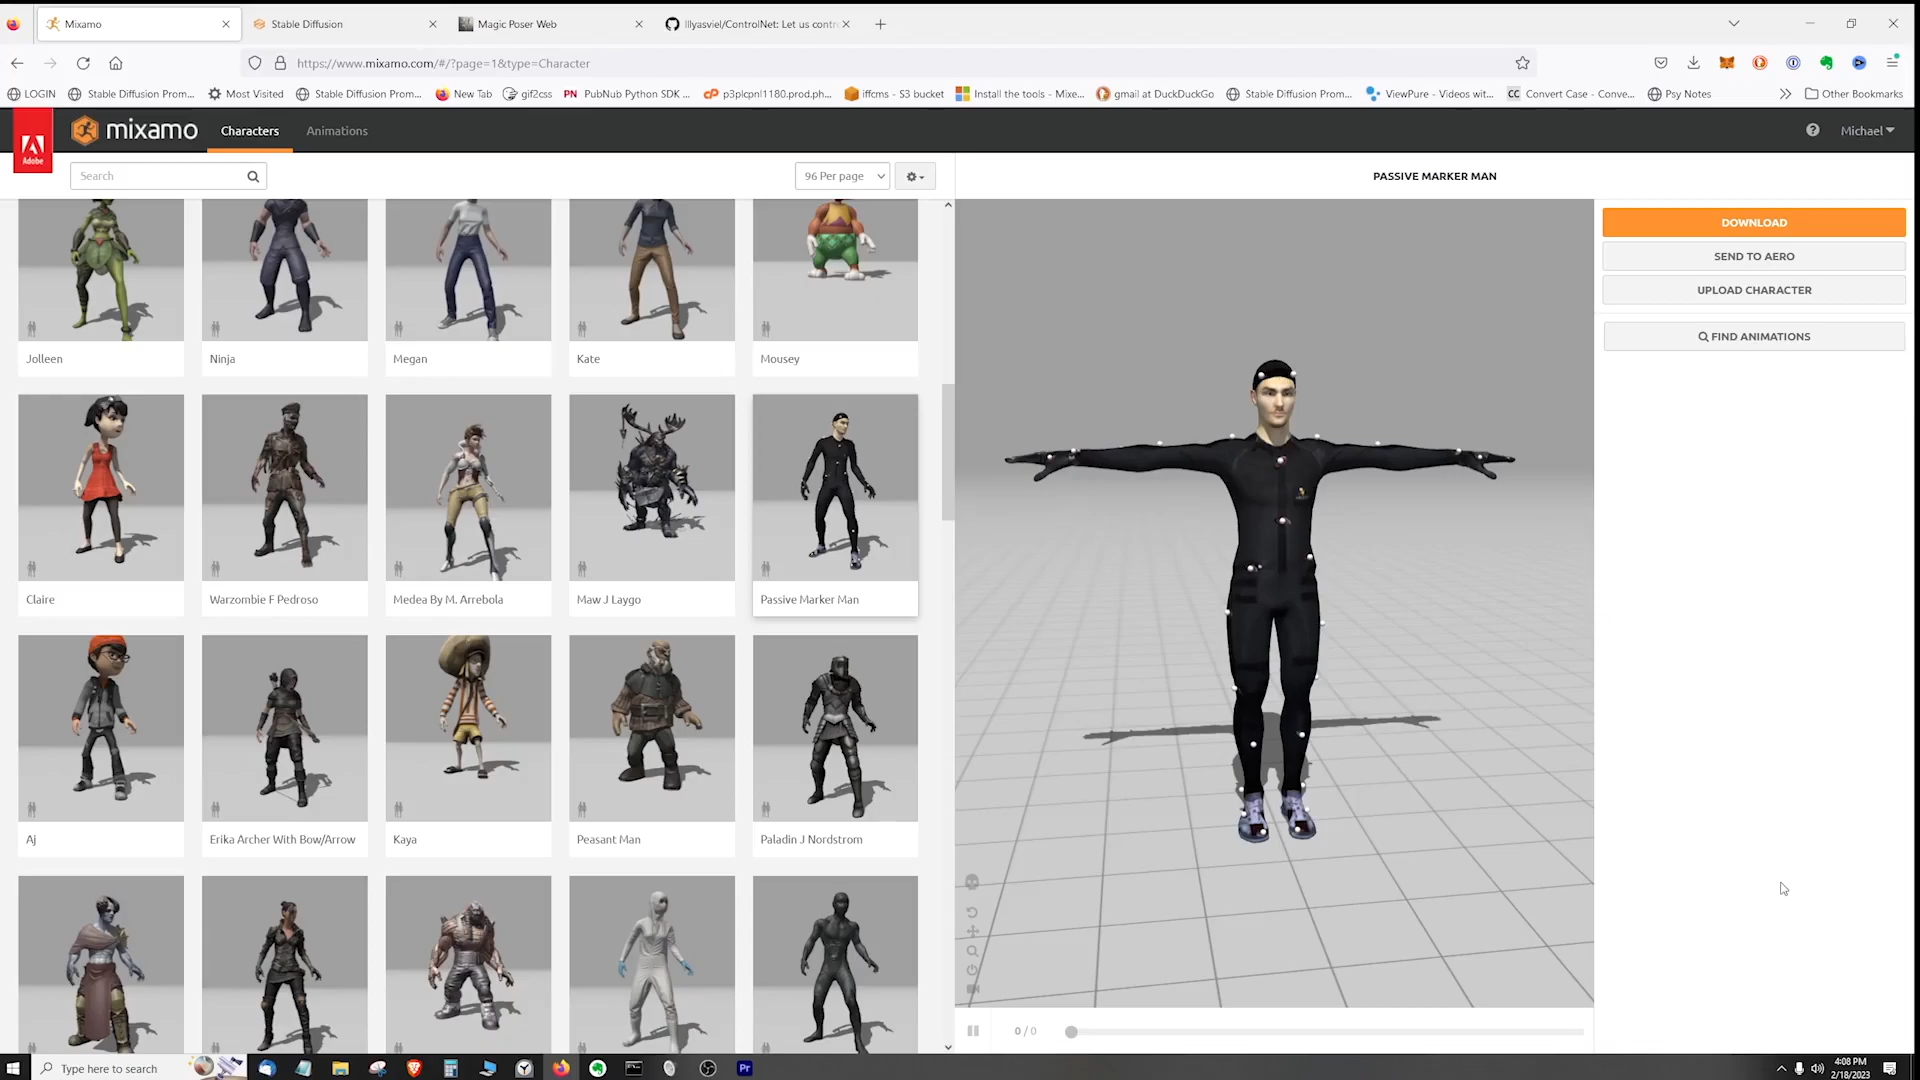 Mixamo
Stable Diffusion
Magic Poser Web
lllyasviel/ControlNet: Let us contr
https://www.mixamo.com/#/?page=1&type=Character
LOGIN
Stable Diffusion Prom...
Most Visited
Stable Diffusion Prom...
New Tab
gif2css
PN PubNub Python SDK ...
cP p3plcpnl1180.prod.ph...
iffcms - S3 bucket
Install the tools - Mixe...
gmail at DuckDuckGo
Stable Diffusion Prom...
ViewPure - Videos wit...
CC Convert Case - Conve...
Psy Notes
Other Bookmarks
Adobe
mixamo
Characters
Animations
Michael
Search
96 Per page
PASSIVE MARKER MAN
DOWNLOAD
SEND TO AERO
UPLOAD CHARACTER
FIND ANIMATIONS
Jolleen
Ninja
Megan
Kate
Mousey
Claire
Warzombie F Pedroso
Medea By M. Arrebola
Maw J Laygo
Passive Marker Man
Aj
Erika Archer With Bow/Arrow
Kaya
Peasant Man
Paladin J Nordstrom
0 / 0
Type here to search
Pr
4:08 PM
2/18/2023